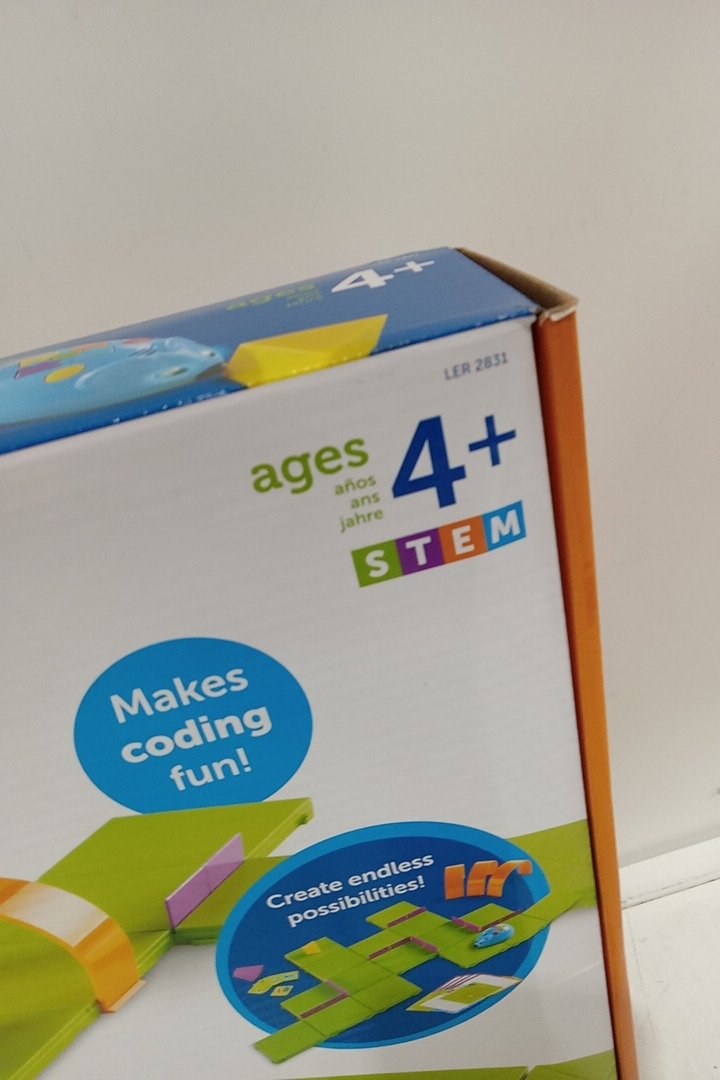 ages 4+
LER 2831
ages 4+
años
ans
jahre
STEM
Makes
coding
fun!
Create endless
possibilities!